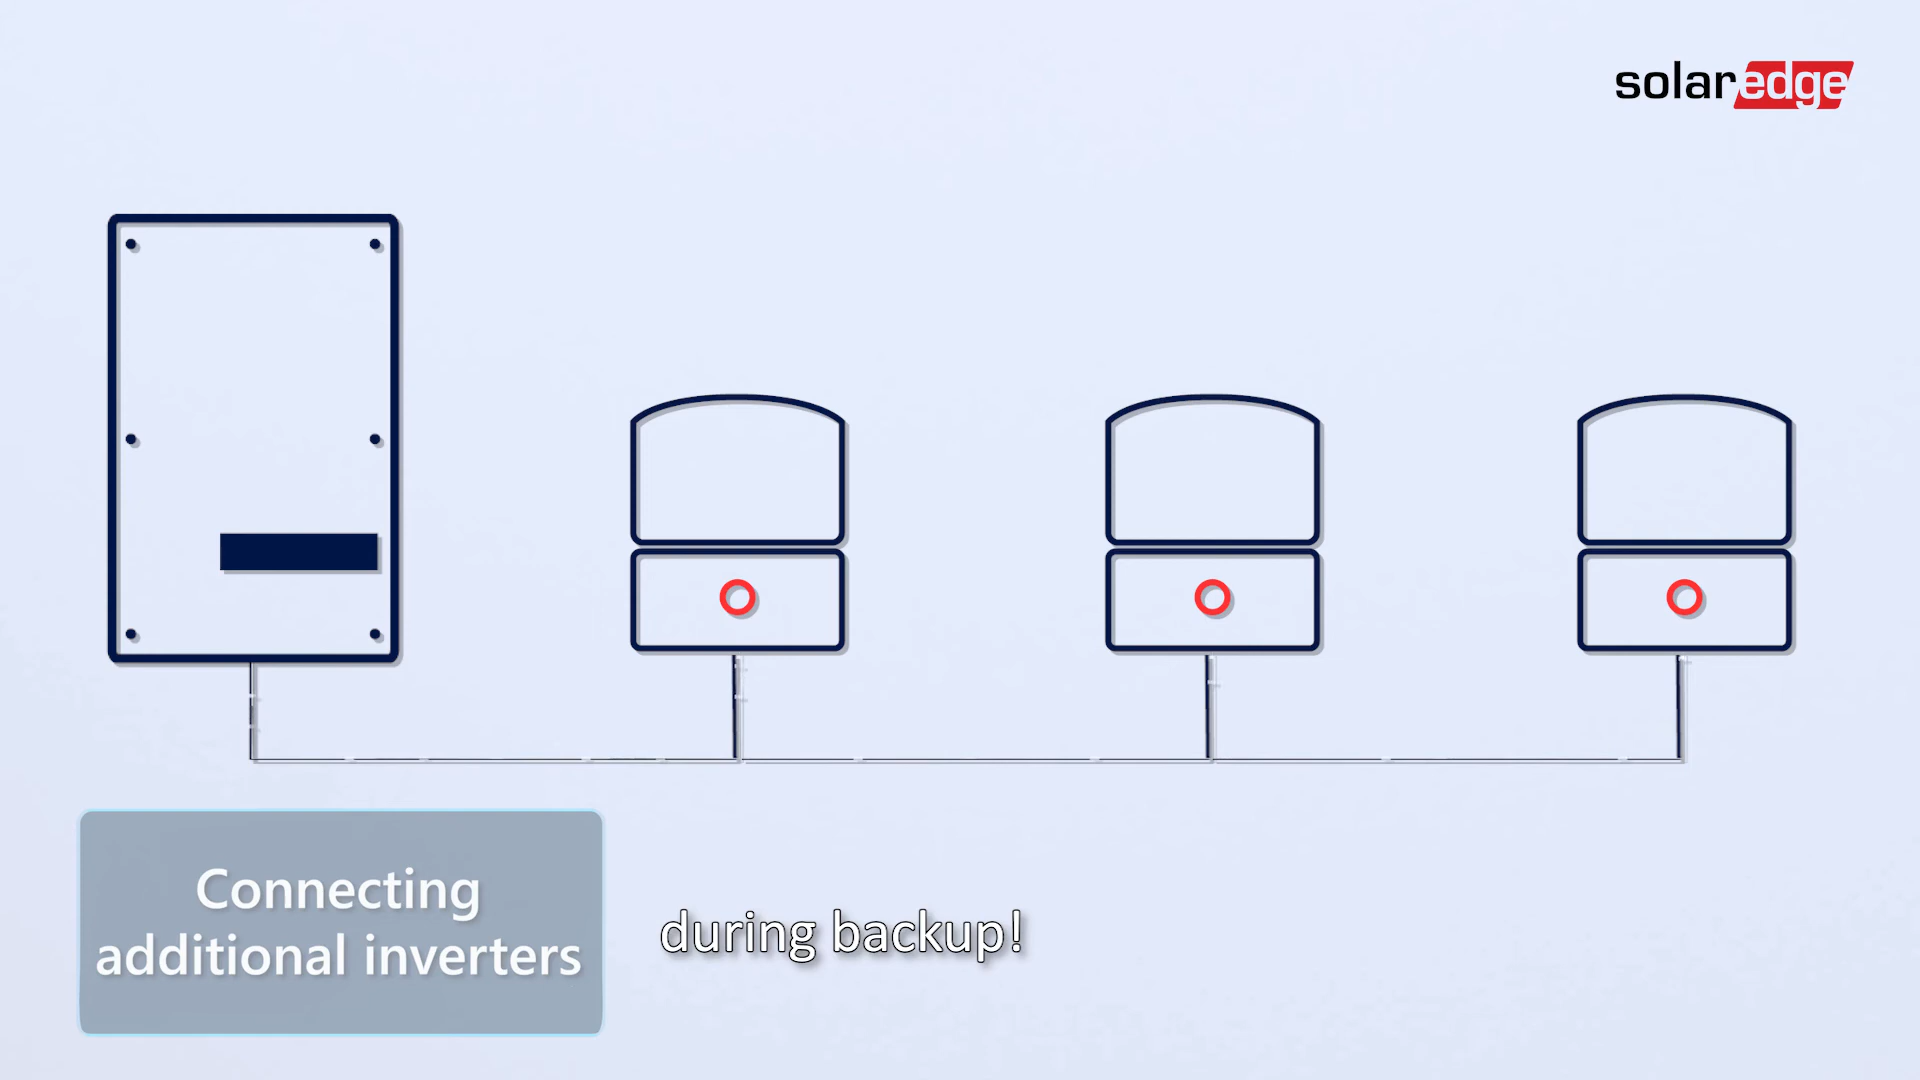 solaredge
Connecting
additional inverters
during backup!